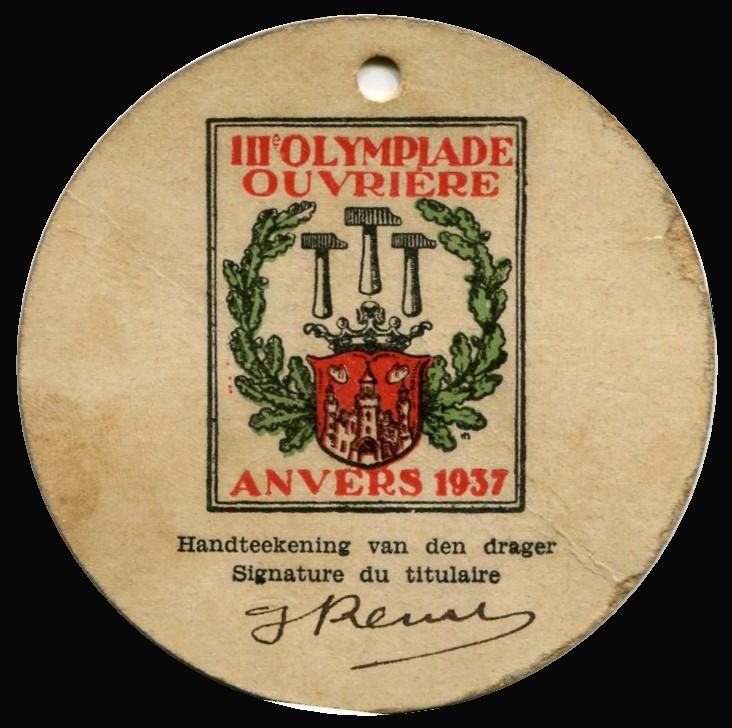 IIIᵉ OLYMPIADE
OUVRIÈRE
ANVERS 1937
Handteekening van den drager
Signature du titulaire